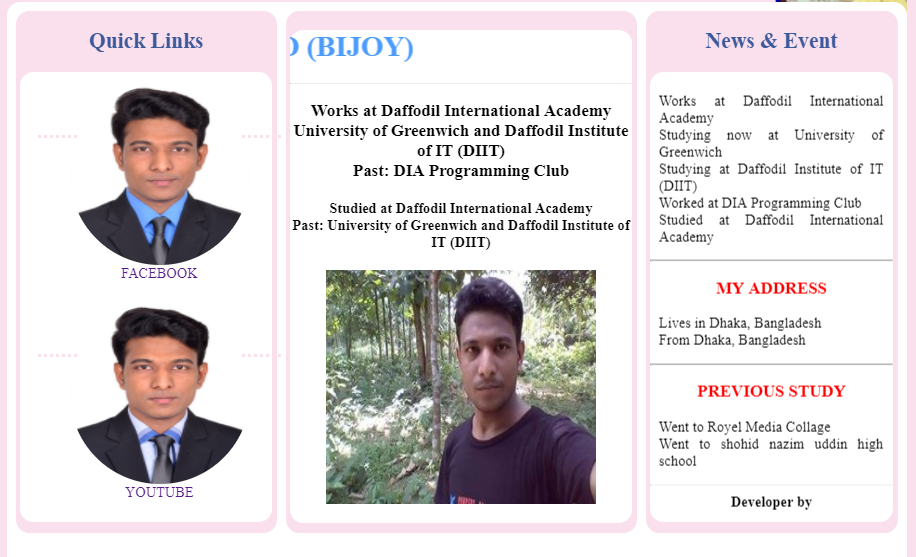 Quick Links
FACEBOOK
YOUTUBE
(BIJOY)
Works at Daffodil International Academy
University of Greenwich and Daffodil Institute
of IT (DIIT)
Past: DIA Programming Club
Studied at Daffodil International Academy
Past: University of Greenwich and Daffodil Institute of
IT (DIIT)
News & Event
Works at Daffodil International
Academy
Studying now at University of
Greenwich
Studying at Daffodil Institute of IT
(DIIT)
Worked at DIA Programming Club
Studied at Daffodil International
Academy
MY ADDRESS
Lives in Dhaka, Bangladesh
From Dhaka, Bangladesh
PREVIOUS STUDY
Went to Royel Media Collage
Went to shohid nazim uddin high
school
Developer by